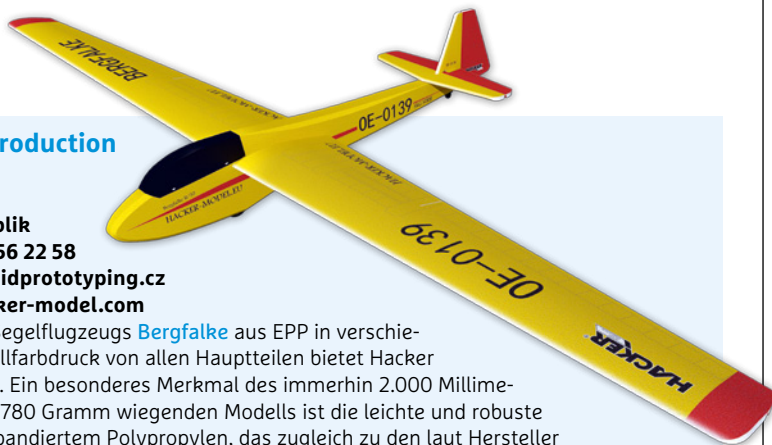 BERGFALKE
OE-0139
HACKER-MODEL.EU
OE-0139
HACKER
roduction
blik
56 22 58
idprototyping.cz
ker-model.com
Segelflugzeugs Bergfalke aus EPP in verschie-
llfarbdruck von allen Hauptteilen bietet Hacker
. Ein besonderes Merkmal des immerhin 2.000 Millime-
780 Gramm wiegenden Modells ist die leichte und robuste
pandiertem Polypropylen, das zugleich zu den laut Hersteller